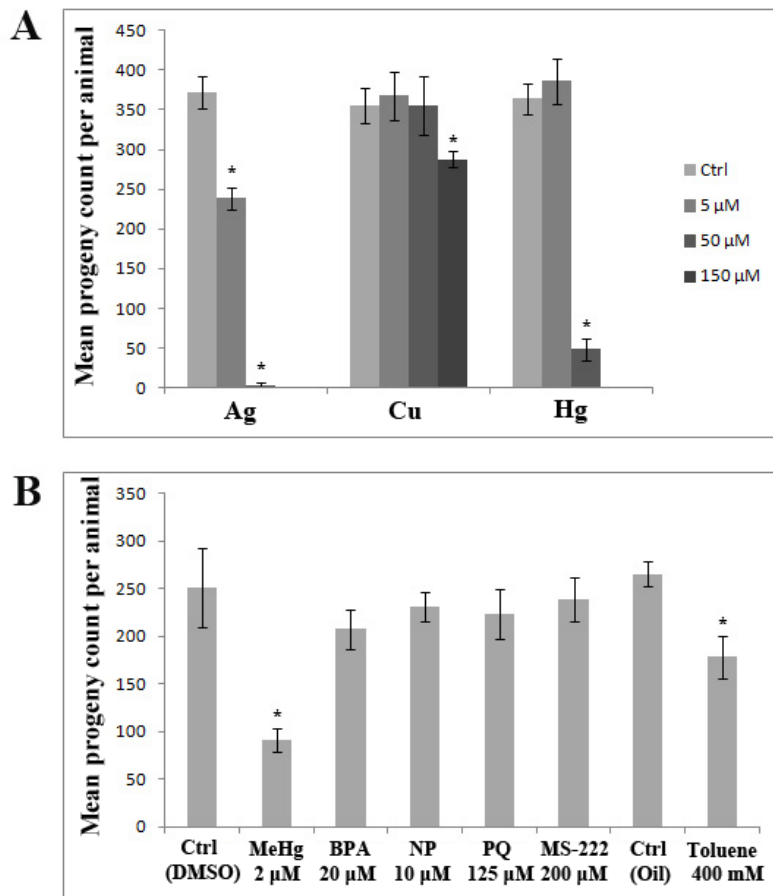 A
Mean progeny count per animal
450
400
350
300
250
200
150
100
50
0
*
*
*
*
Ag
Cu
Hg
Ctrl
5 µM
50 µM
150 µM
B
Mean progeny count per animal
350
300
250
200
150
100
50
0
*
*
Ctrl
(DMSO)
MeHg
2 µM
BPA
20 µM
NP
10 µM
PQ
125 µM
MS-222
200 µM
Ctrl
(Oil)
Toluene
400 mM